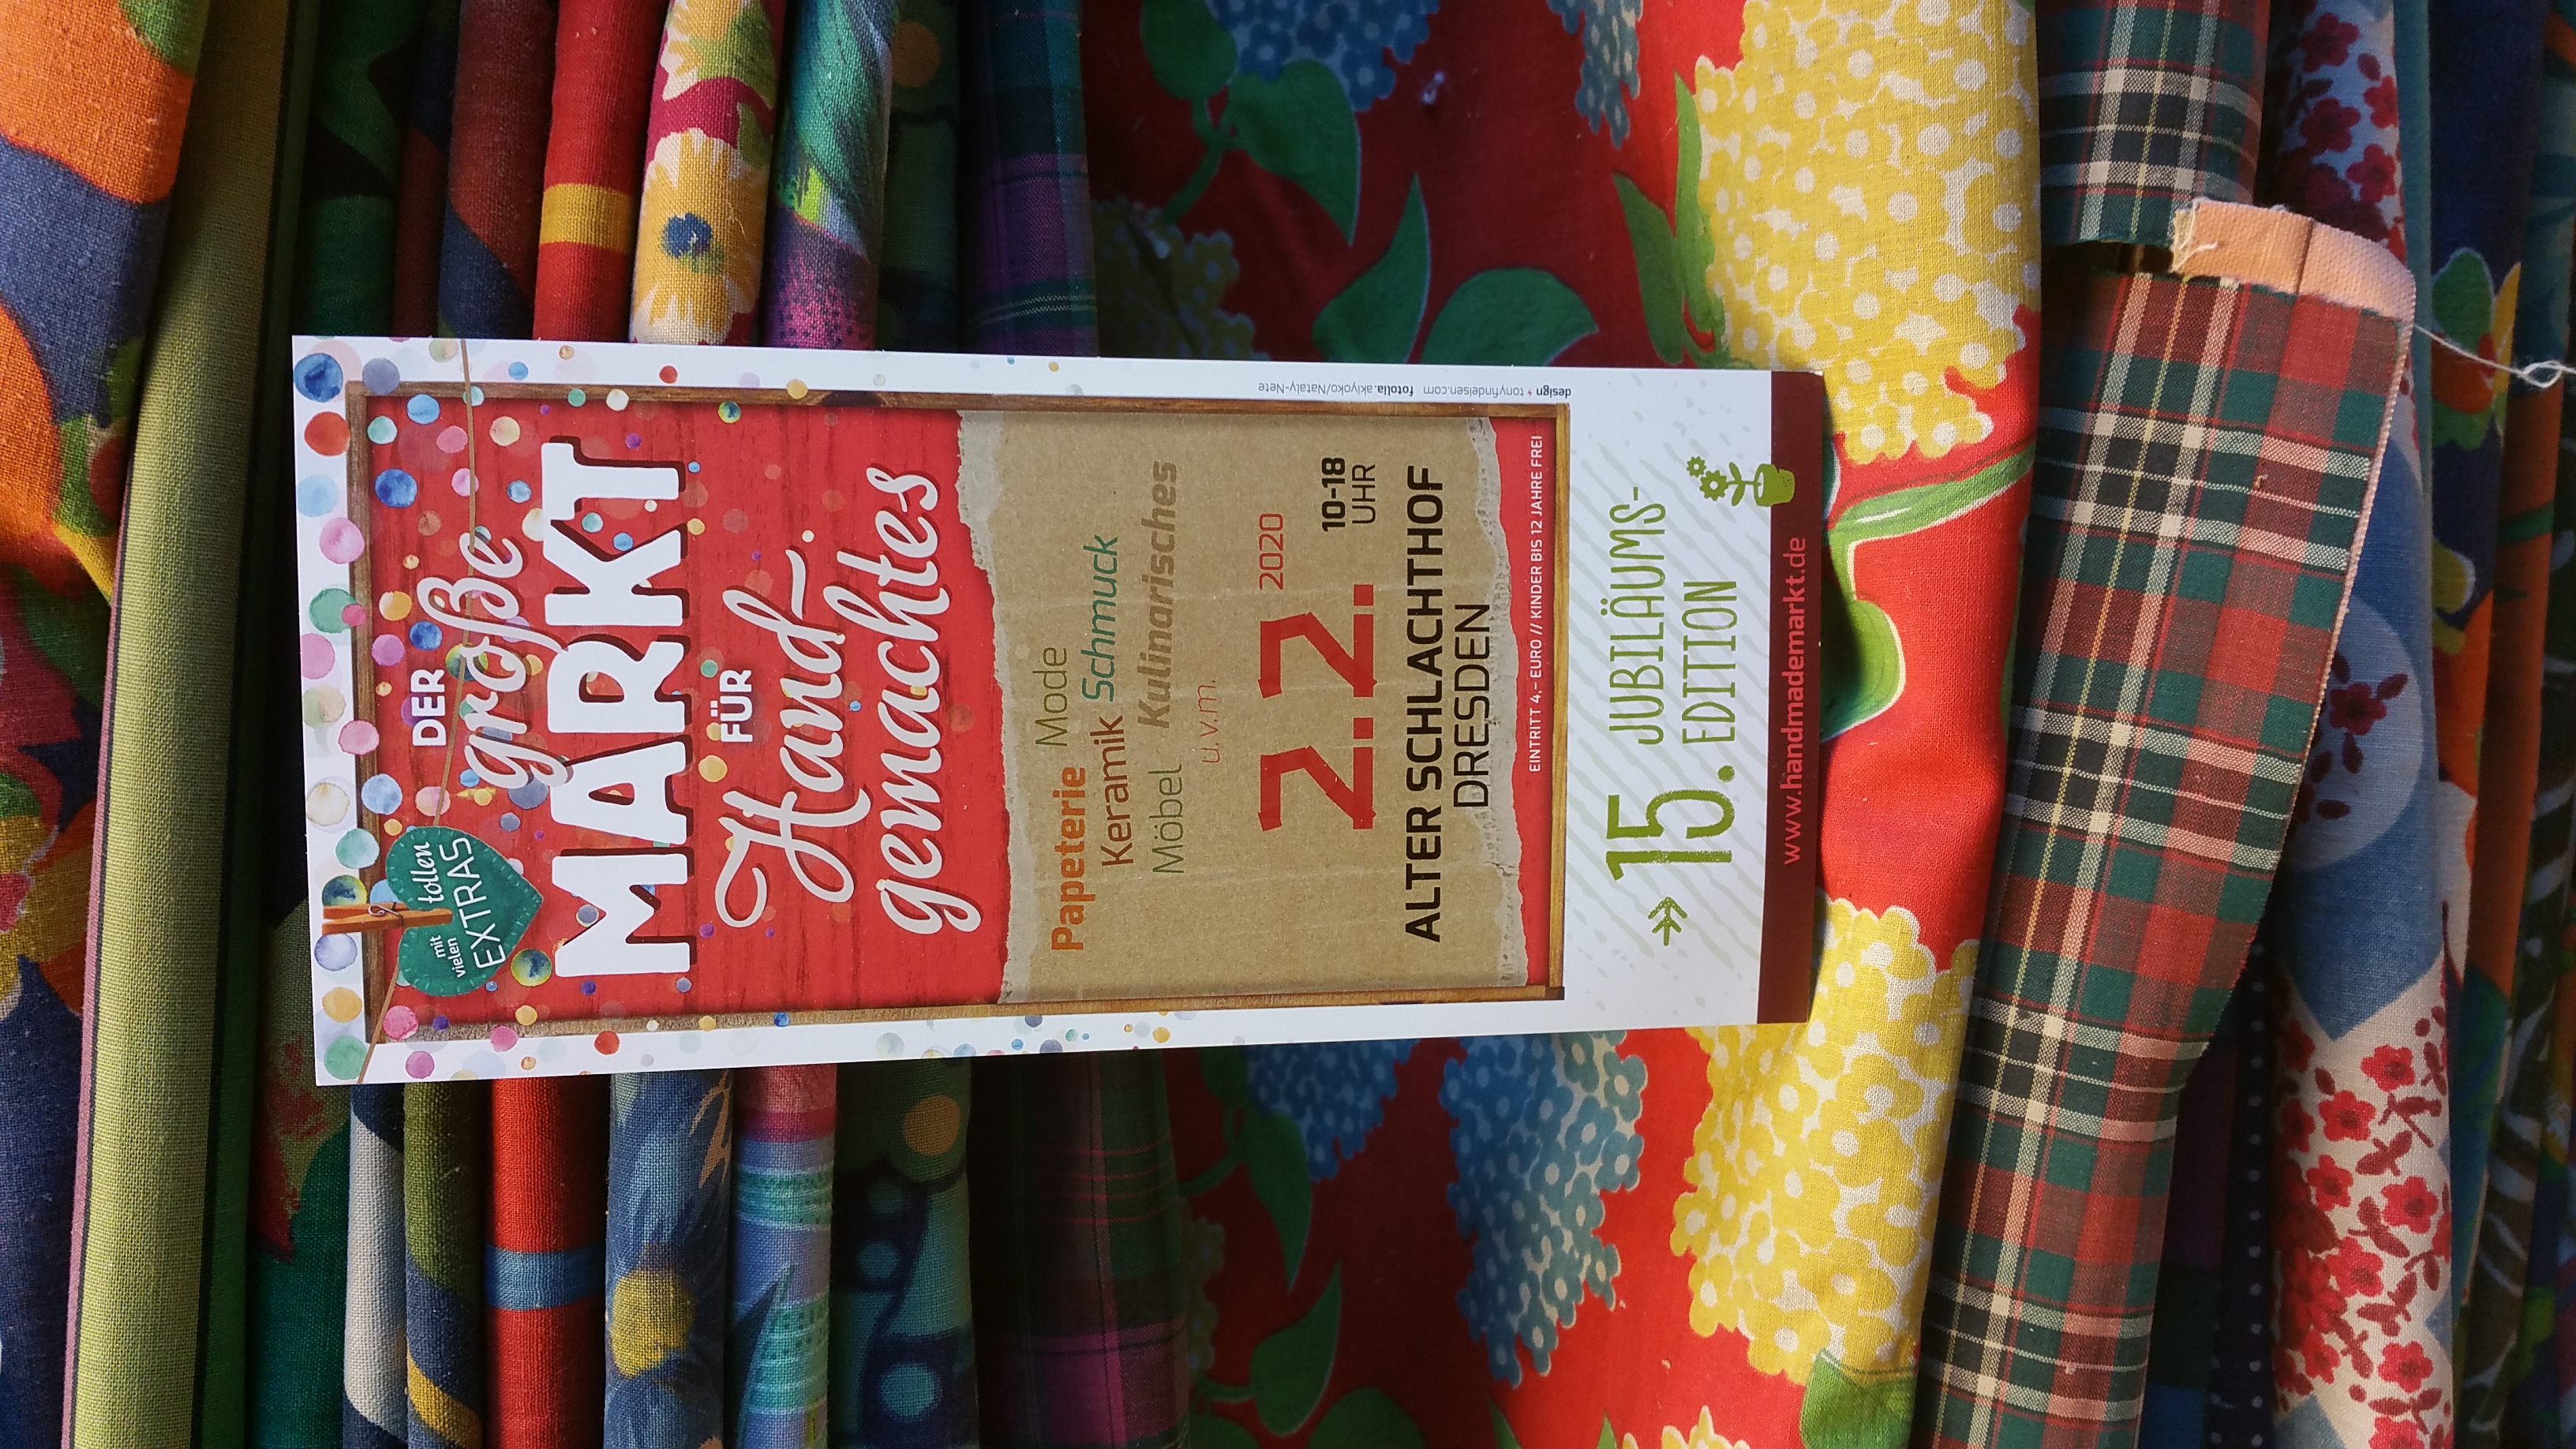 mit
vielen
tollen
EXTRAS
DER
große
MARKT
FÜR
Hand-
gemachtes
Papeterie Mode
Keramik Schmuck
Möbel Kulinarisches
u.v.m.
2.2. 2020
10-18
UHR
ALTER SCHLACHTHOF
DRESDEN
EINTRITT 4,- EURO // KINDER BIS 12 JAHRE FREI
15. JUBILÄUMS-
EDITION
www.handmademarkt.de
design tonyfindeisen.com fotolia.akiyoko/Nataly-Nete